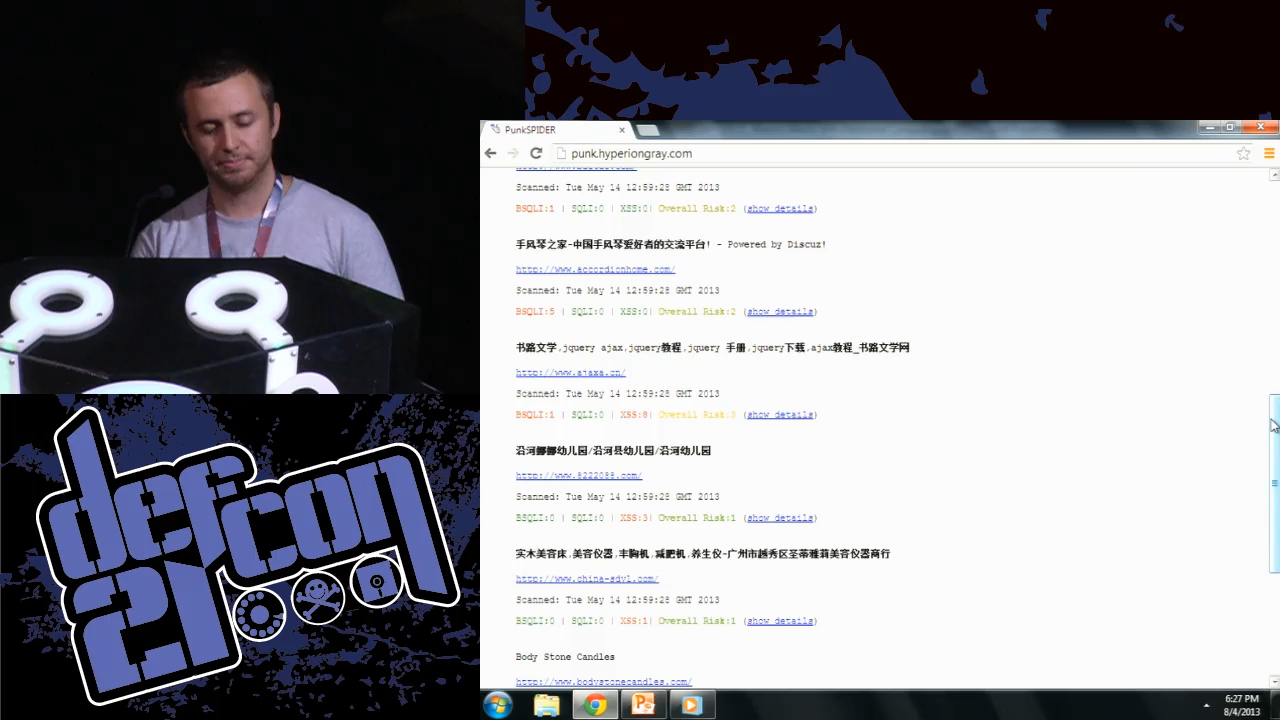 PunkSPIDER
punk.hyperiongray.com
Scanned: Tue May 14 12:59:28 GMT 2013
BSQLI:1 | SQLI:0 | XSS:0| Overall Risk:2 (show details)
手风琴之家-中国手风琴爱好者的交流平台! - Powered by Discuz!
http://www.accordionhome.com/
Scanned: Tue May 14 12:59:28 GMT 2013
BSQLI:5 | SQLI:0 | XSS:0| Overall Risk:2 (show details)
书路文学,jquery ajax,jquery教程,jquery 手册,jquery下载,ajax教程_书路文学网
http://www.ajaxa.cn/
Scanned: Tue May 14 12:59:28 GMT 2013
BSQLI:1 | SQLI:0 | XSS:8| Overall Risk:3 (show details)
沿河娜娜幼儿园/沿河县幼儿园/沿河幼儿园
http://www.8222088.com/
Scanned: Tue May 14 12:59:28 GMT 2013
BSQLI:0 | SQLI:0 | XSS:3| Overall Risk:1 (show details)
实木美容床,美容仪器,丰胸机,减肥机,养生仪-广州市越秀区圣蒂雅莉美容仪器商行
http://www.china-sdyl.com/
Scanned: Tue May 14 12:59:28 GMT 2013
BSQLI:0 | SQLI:0 | XSS:1| Overall Risk:1 (show details)
Body Stone Candles
http://www.bodystonecandles.com/
6:27 PM
8/4/2013
defcon
21